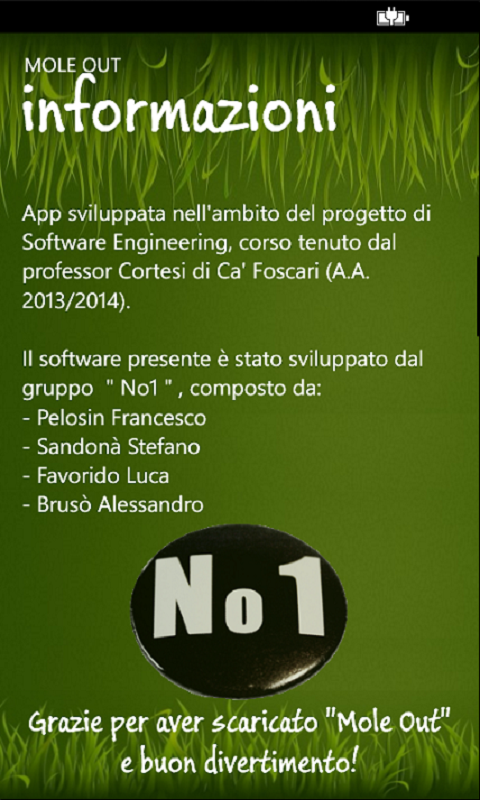 MOLE OUT
informazioni
App sviluppata nell'ambito del progetto di
Software Engineering, corso tenuto dal
professor Cortesi di Ca' Foscari (A.A.
2013/2014).
Il software presente è stato sviluppato dal
gruppo " No1 " , composto da:
- Pelosin Francesco
- Sandonà Stefano
- Favorido Luca
- Brusò Alessandro
No 1
Grazie per aver scaricato "Mole Out"
e buon divertimento!